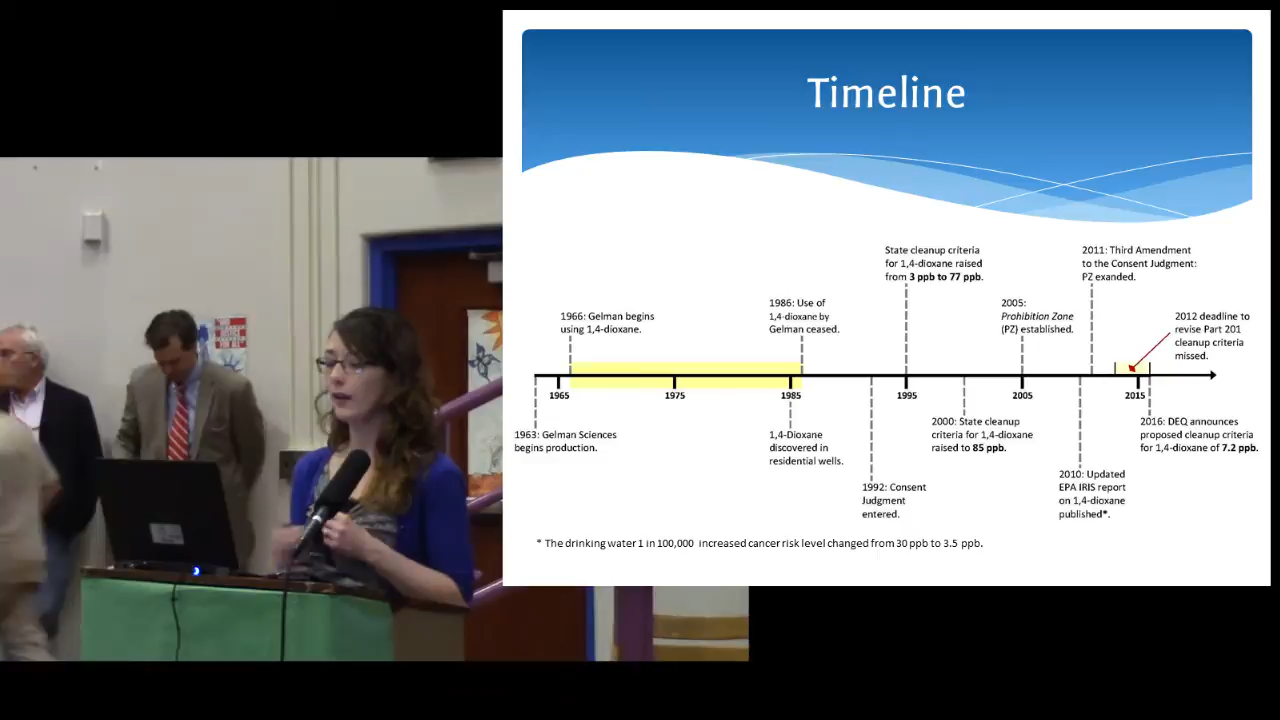 Timeline
State cleanup criteria
for 1,4-dioxane raised
from 3 ppb to 77 ppb.
2011: Third Amendment
to the Consent Judgment:
PZ exanded.
1966: Gelman begins
using 1,4-dioxane.
1986: Use of
1,4-dioxane by
Gelman ceased.
2005:
Prohibition Zone
(PZ) established.
2012 deadline to
revise Part 201
cleanup criteria
missed.
1965
1975
1985
1995
2005
2015
1963: Gelman Sciences
begins production.
1,4-Dioxane
discovered in
residential wells.
1992: Consent
Judgment
entered.
2000: State cleanup
criteria for 1,4-dioxane
raised to 85 ppb.
2010: Updated
EPA IRIS report
on 1,4-dioxane
published*.
2016: DEQ announces
proposed cleanup criteria
for 1,4-dioxane of 7.2 ppb.
* The drinking water 1 in 100,000 increased cancer risk level changed from 30 ppb to 3.5 ppb.